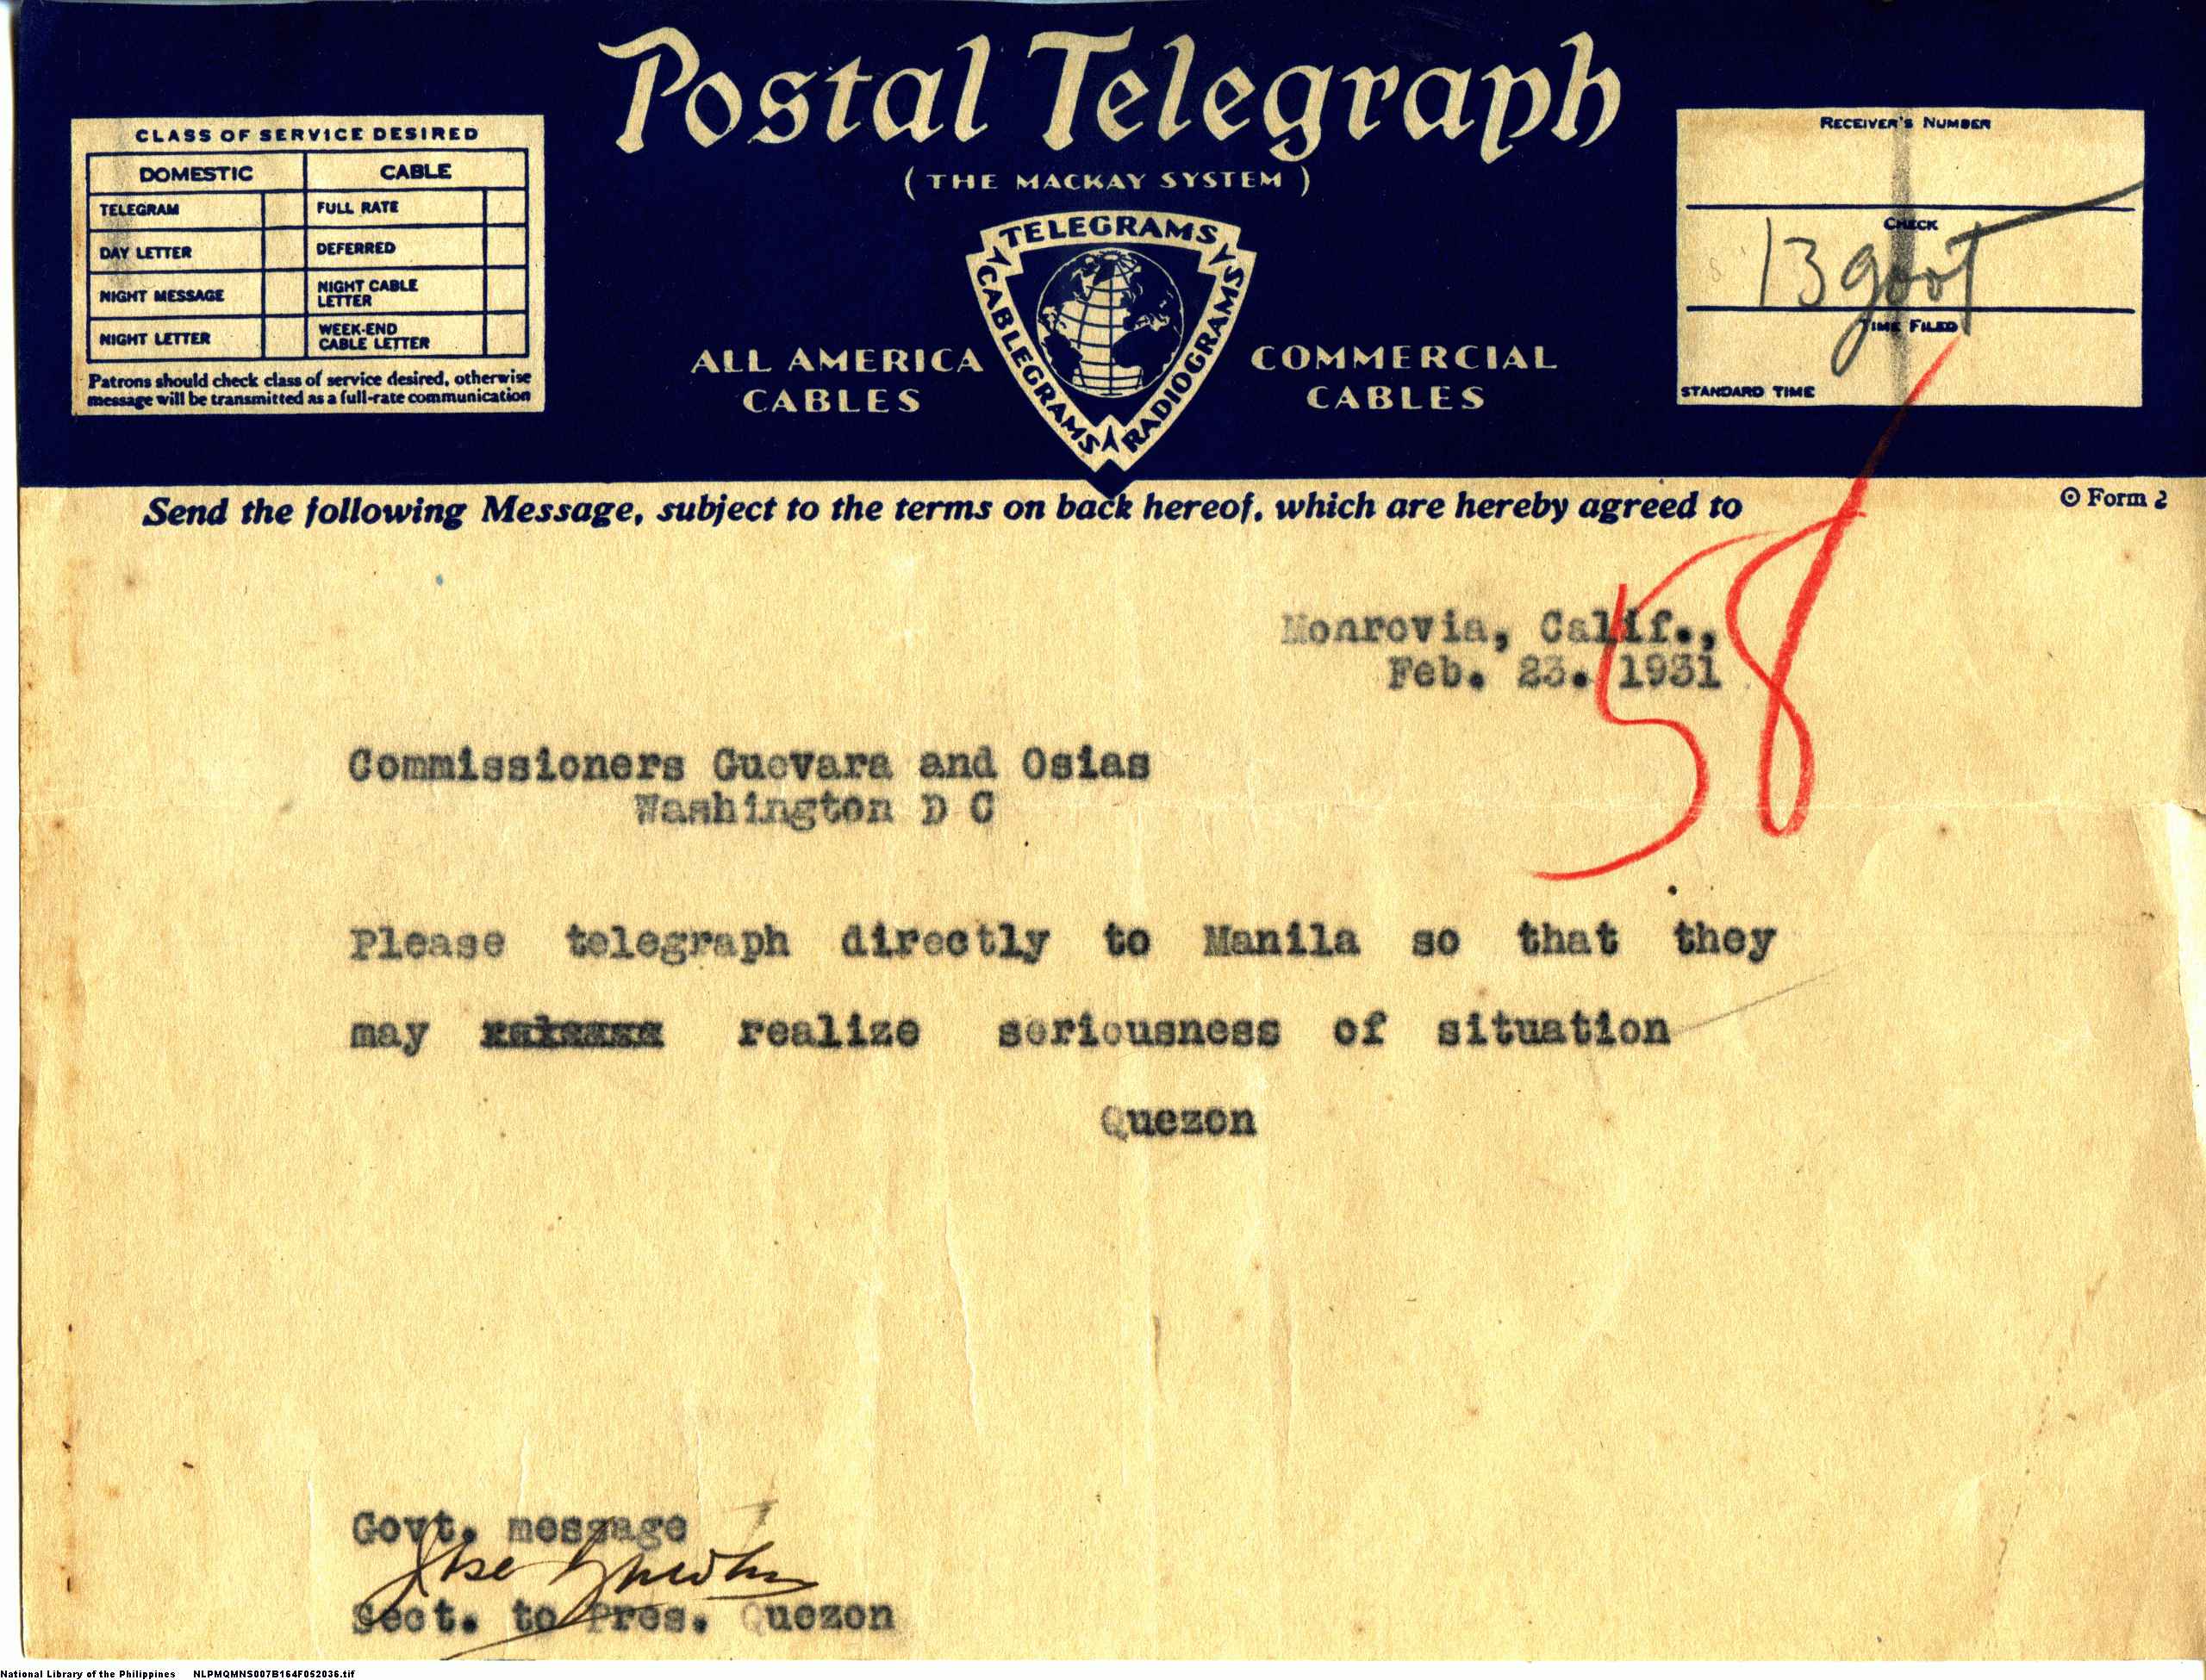 Postal Telegraph
(THE MACKAY SYSTEM)
CLASS OF SERVICE DESIRED
DOMESTIC CABLE
TELEGRAM FULL RATE
DAY LETTER DEFERRED
NIGHT MESSAGE NIGHT CABLE LETTER
NIGHT LETTER WEEK-END CABLE LETTER
Patrons should check class of service desired, otherwise
message will be transmitted as a full-rate communication
TELEGRAMS
CABLEGRAMS
RADIOGRAMS
ALL AMERICA
CABLES
COMMERCIAL
CABLES
RECEIVER'S NUMBER
CHECK
13 govt
TIME FILED
STANDARD TIME
Send the following Message, subject to the terms on back hereof, which are hereby agreed to
Form 2
58
Monrovia, Calif.,
Feb. 23. 1931
Commissioners Guevara and Osias
Washington D C
Please telegraph directly to Manila so that they
may realize seriousness of situation
Quezon
Govt. message
Jose
Sect. to Pres. Quezon
National Library of the Philippines NLPMQMNS007B164F052036.tif